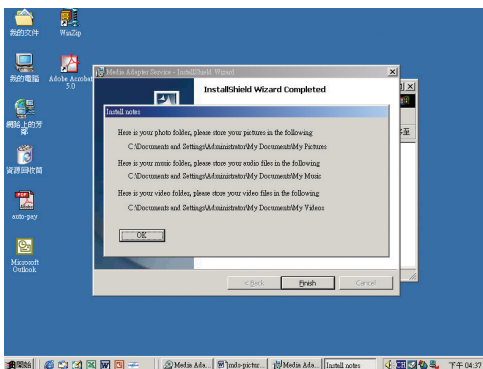 我的文件
WinZip
我的電腦
Adobe Acrobat
5.0
網路上的芳
鄰
資源回收筒
auto-pay
Microsoft
Outlook
Media Adapter Service - InstallShield Wizard
InstallShield Wizard Completed
Install notes
Here is your photo folder, please store your pictures in the following
C:\Documents and Settings\Administrator\My Documents\My Pictures
Here is your music folder, please store your audio files in the following
C:\Documents and Settings\Administrator\My Documents\My Music
Here is your video folder, please store your video files in the following
C:\Documents and Settings\Administrator\My Documents\My Videos
OK
< Back
Finish
Cancel
開始
Media Ada...
mds-pictur...
Media Ada...
Install notes
下午 04:37